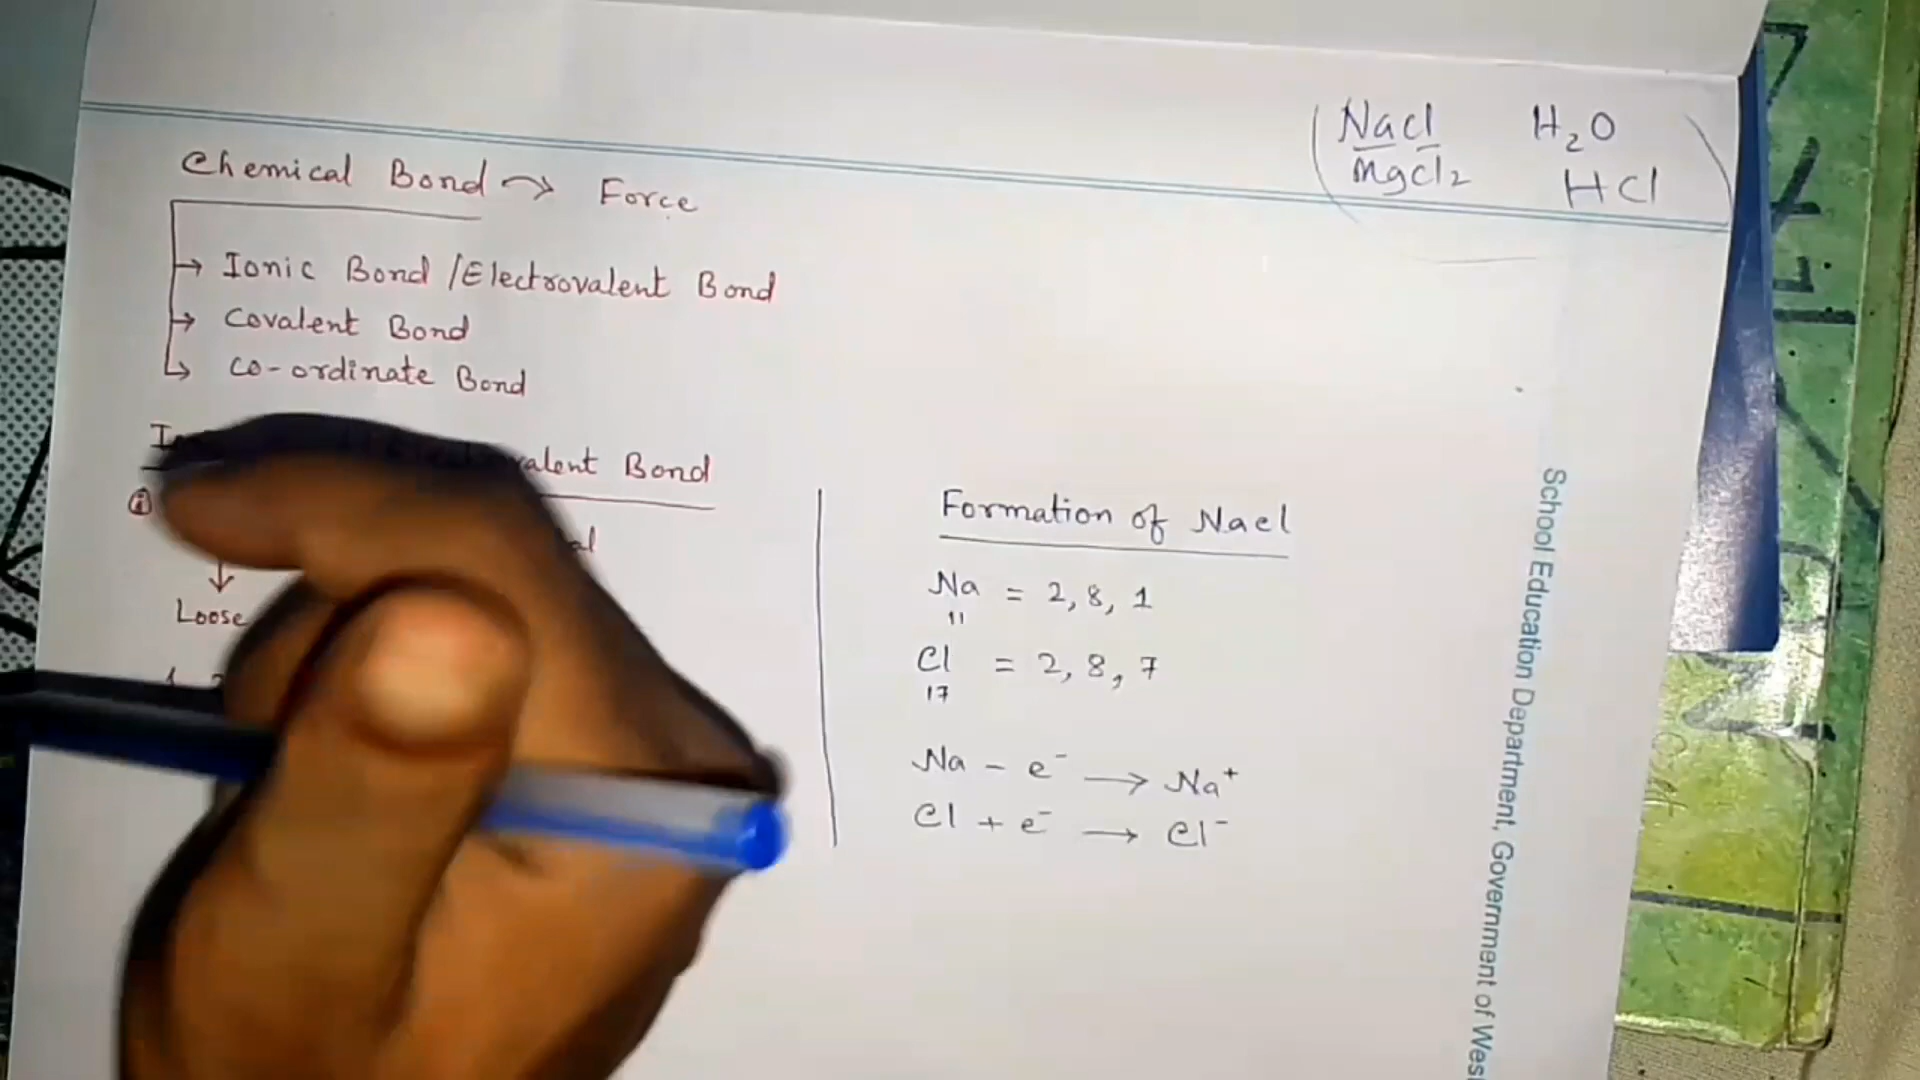 Nacl H₂O
Mgcl₂ HCl
Chemical Bond → Force
→ Ionic Bond /Electrovalent Bond
→ Covalent Bond
→ Co-ordinate Bond
Bond
i
↓
Loose
Formation of Nacl
Na = 2, 8, 1
11
Cl = 2, 8, 7
17
Na - e⁻ → Na⁺
Cl + e⁻ → Cl⁻
School Education Department, Government of